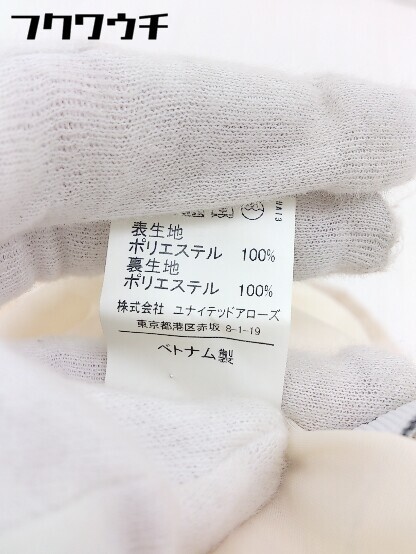 フクワウチ
表生地
ポリエステル 100%
裏生地
ポリエステル 100%
株式会社 ユナイテッドアローズ
東京都港区赤坂 8-1-19
ベトナム製